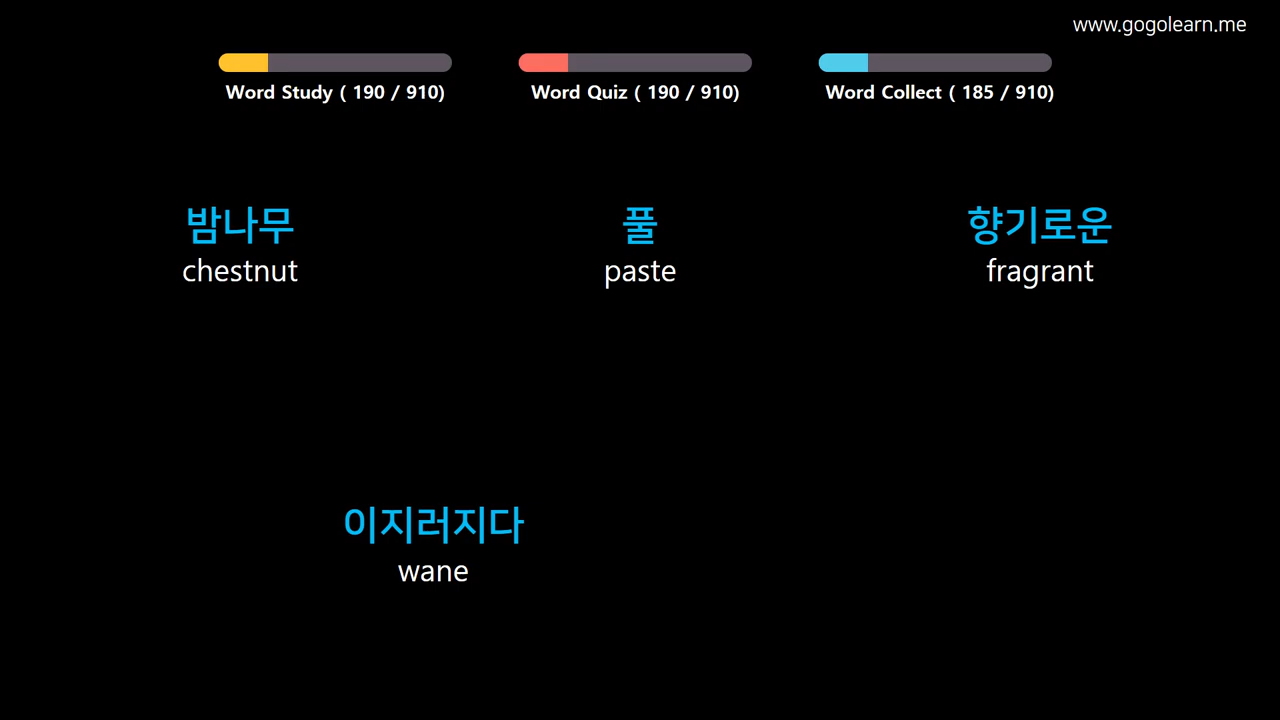 www.gogolearn.me
Word Study ( 190 / 910)
Word Quiz ( 190 / 910)
Word Collect ( 185 / 910)
밤나무
chestnut
풀
paste
향기로운
fragrant
이지러지다
wane